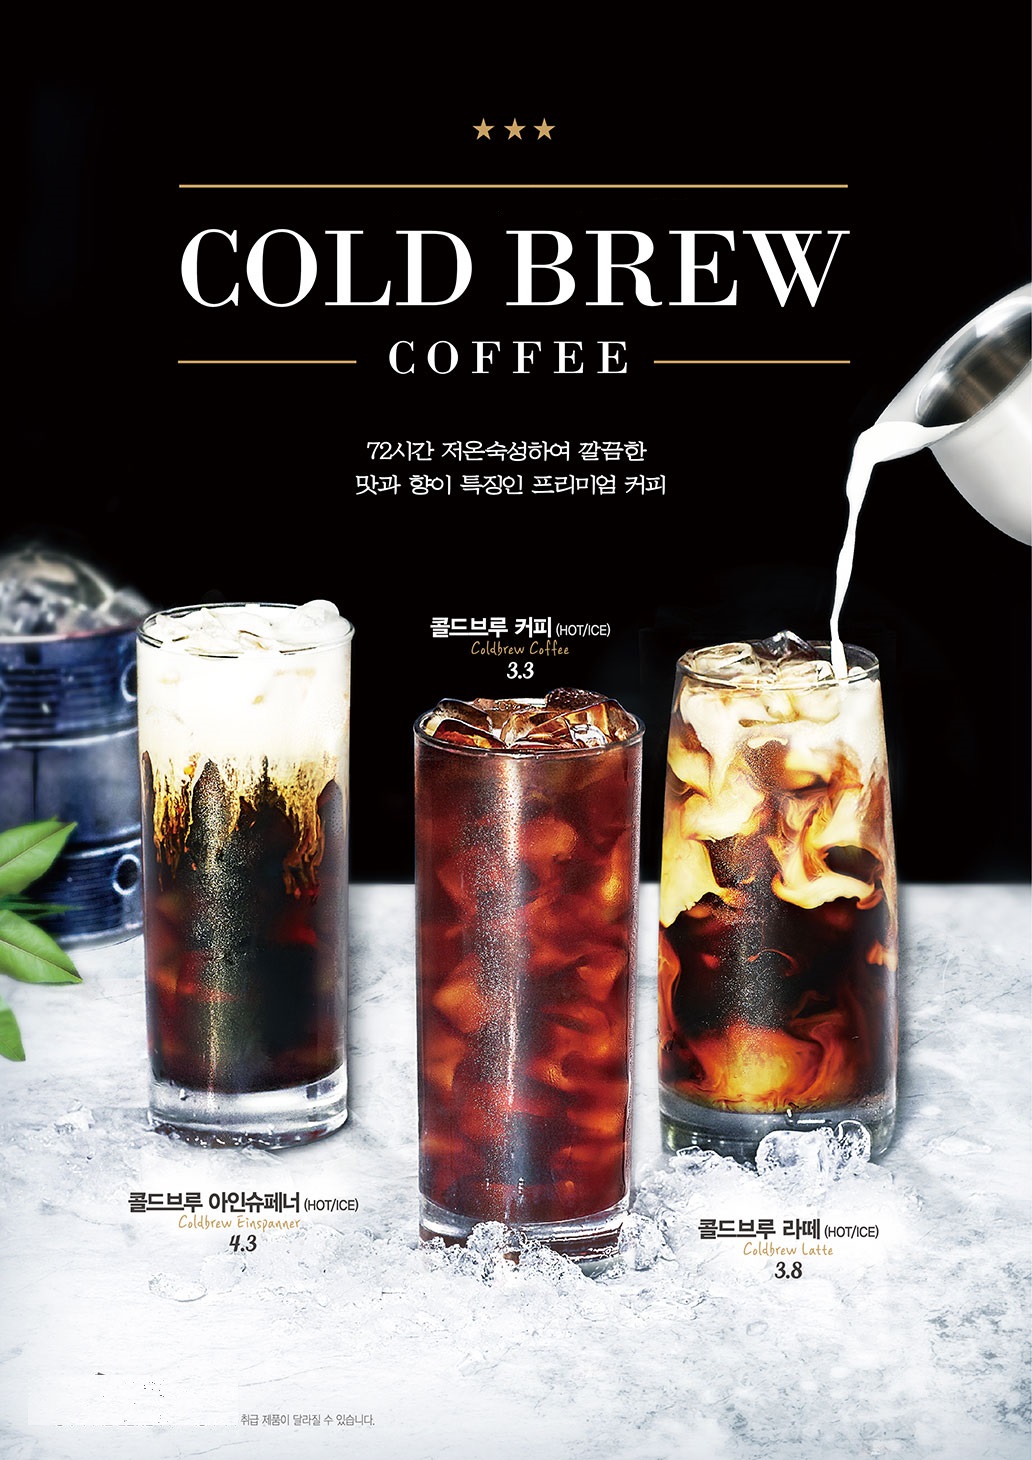 COLD BREW
COFFEE
72시간 저온숙성하여 깔끔한
맛과 향이 특징인 프리미엄 커피
콜드브루 커피 (HOT/ICE)
Coldbrew Coffee
3.3
콜드브루 아인슈페너 (HOT/ICE)
Coldbrew Einspanner
4.3
콜드브루 라떼 (HOT/ICE)
Coldbrew Latte
3.8
취급 제품이 달라질 수 있습니다.